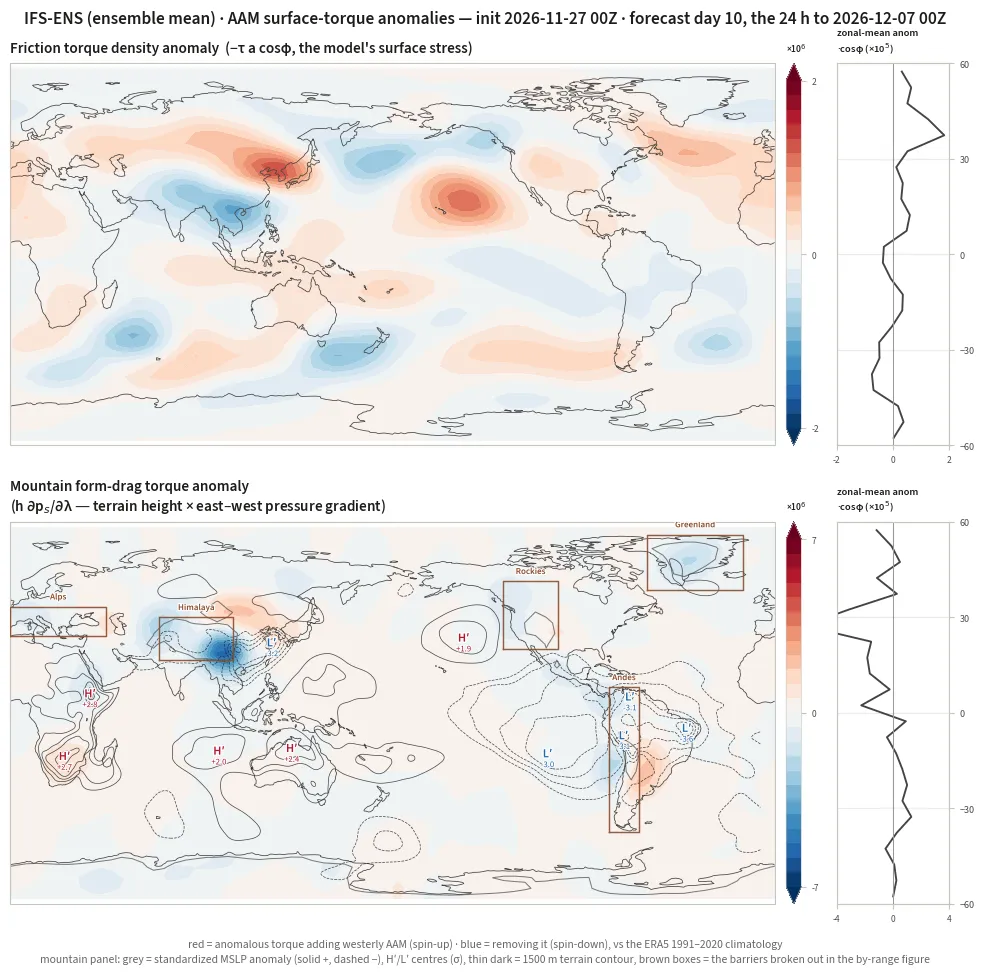 IFS-ENS (ensemble mean) · AAM surface-torque anomalies — init 2026-11-27 00Z · forecast day 10, the 24 h to 2026-12-07 00Z
Friction torque density anomaly (−τ a cosφ, the model's surface stress)
×10⁶
zonal-mean anom
·cosφ (×10⁵)
2
0
-2
60
30
0
−30
−60
-2
0
2
Mountain form-drag torque anomaly
(h ∂pₛ/∂λ — terrain height × east–west pressure gradient)
×10⁶
zonal-mean anom
·cosφ (×10⁵)
Greenland
Rockies
Alps
Himalaya
Andes
L′
H′
+1.9
H′
H′
+2.7
H′
+2.0
H′
L′
L′
L′
-3.0
L′
7
0
-7
60
30
0
−30
−60
-4
0
4
red = anomalous torque adding westerly AAM (spin-up) · blue = removing it (spin-down), vs the ERA5 1991–2020 climatology
mountain panel: grey = standardized MSLP anomaly (solid +, dashed –), H′/L′ centres (σ), thin dark = 1500 m terrain contour, brown boxes = the barriers broken out in the by-range figure